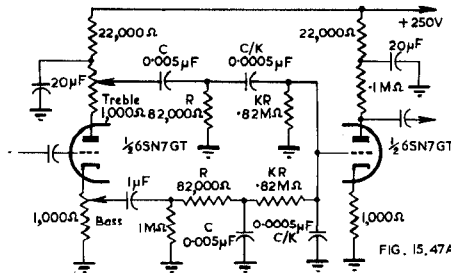 +250V
22,000Ω
22,000Ω
C
0.005μF
C/K
0.0005μF
20μF
20μF
Treble
1,000Ω
R
82,000Ω
KR
.82MΩ
.1MΩ
½6SN7GT
½6SN7GT
1μF
R
82,000Ω
KR
.82MΩ
1,000Ω
Bass
1MΩ
C
0.005μF
0.0005μF
C/K
1,000Ω
FIG. 15.47A